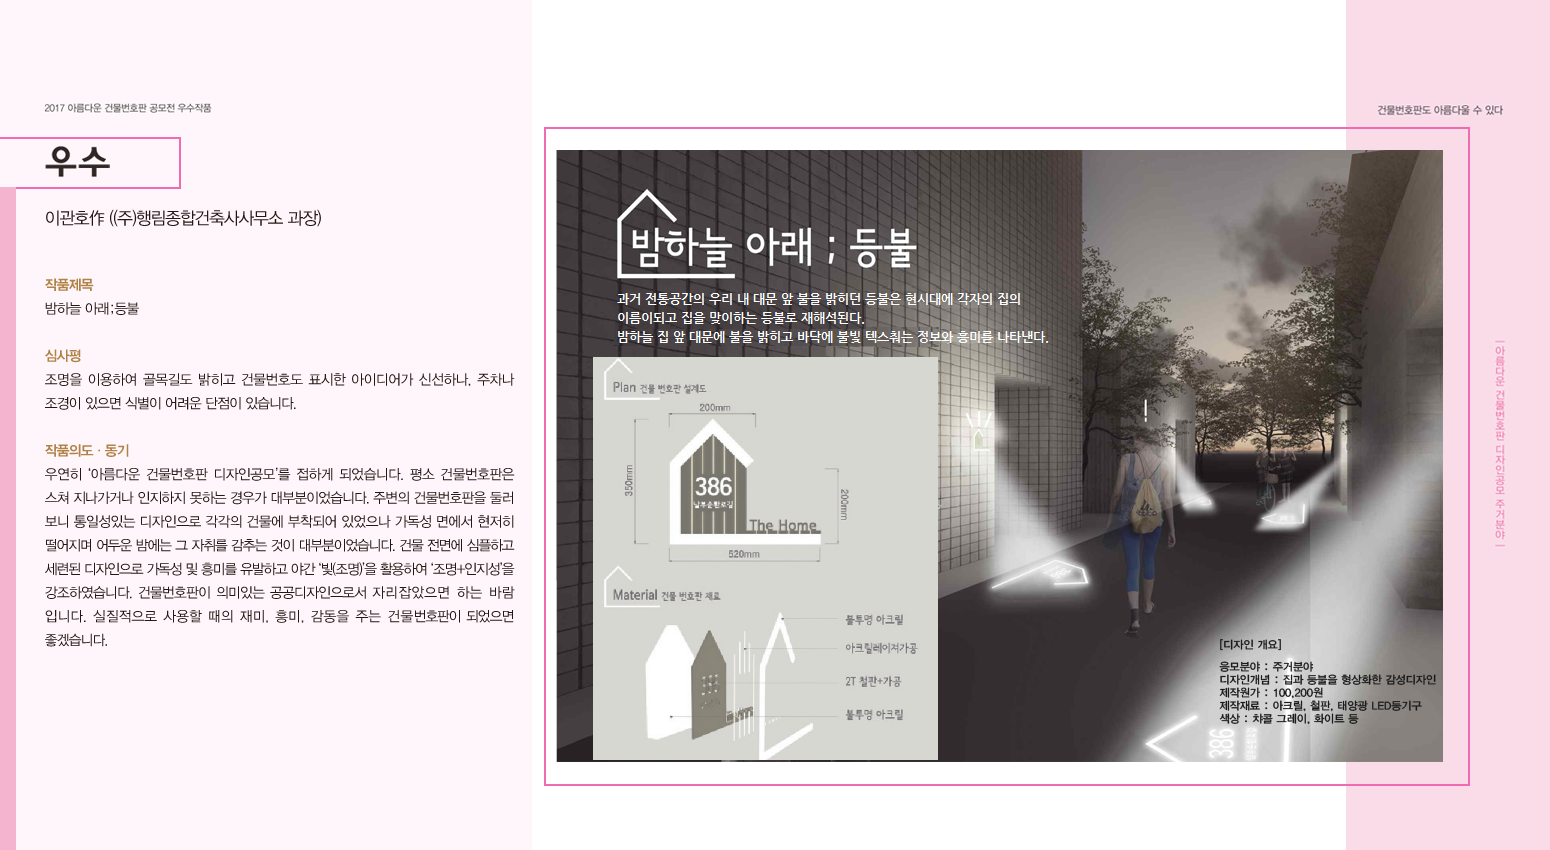 2017 아름다운 건물번호판 공모전 우수작품
우수
이관호作 ((주)행림종합건축사사무소 과장)
작품제목
밤하늘 아래;등불
심사평
조명을 이용하여 골목길도 밝히고 건물번호도 표시한 아이디어가 신선하나, 주차나
조경이 있으면 식별이 어려운 단점이 있습니다.
작품의도 · 동기
우연히 ‘아름다운 건물번호판 디자인공모’를 접하게 되었습니다. 평소 건물번호판은
스쳐 지나가거나 인지하지 못하는 경우가 대부분이었습니다. 주변의 건물번호판을 둘러
보니 통일성있는 디자인으로 각각의 건물에 부착되어 있었으나 가독성 면에서 현저히
떨어지며 어두운 밤에는 그 자취를 감추는 것이 대부분이었습니다. 건물 전면에 심플하고
세련된 디자인으로 가독성 및 흥미를 유발하고 야간 ‘빛(조명)’을 활용하여 ‘조명+인지성’을
강조하였습니다. 건물번호판이 의미있는 공공디자인으로서 자리잡았으면 하는 바람
입니다. 실질적으로 사용할 때의 재미, 흥미, 감동을 주는 건물번호판이 되었으면
좋겠습니다.
건물번호판도 아름다울 수 있다
밤하늘 아래 ; 등불
과거 전통공간의 우리 내 대문 앞 불을 밝히던 등불은 현시대에 각자의 집의
이름이되고 집을 맞이하는 등불로 재해석된다.
밤하늘 집 앞 대문에 불을 밝히고 바닥에 불빛 텍스춰는 정보와 흥미를 나타낸다.
Plan 건물 번호판 설계도
200mm
350mm
386
The Home
200mm
520mm
Material 건물 번호판 재료
불투명 아크릴
아크릴레이저가공
2T 철판+가공
불투명 아크릴
[디자인 개요]
응모분야 : 주거분야
디자인개념 : 집과 등불을 형상화한 감성디자인
제작원가 : 100,200원
제작재료 : 아크릴, 철판, 태양광 LED등기구
색상 : 챠콜 그레이, 화이트 등
386
|아름다운 건물번호판 디자인공모 주거분야|